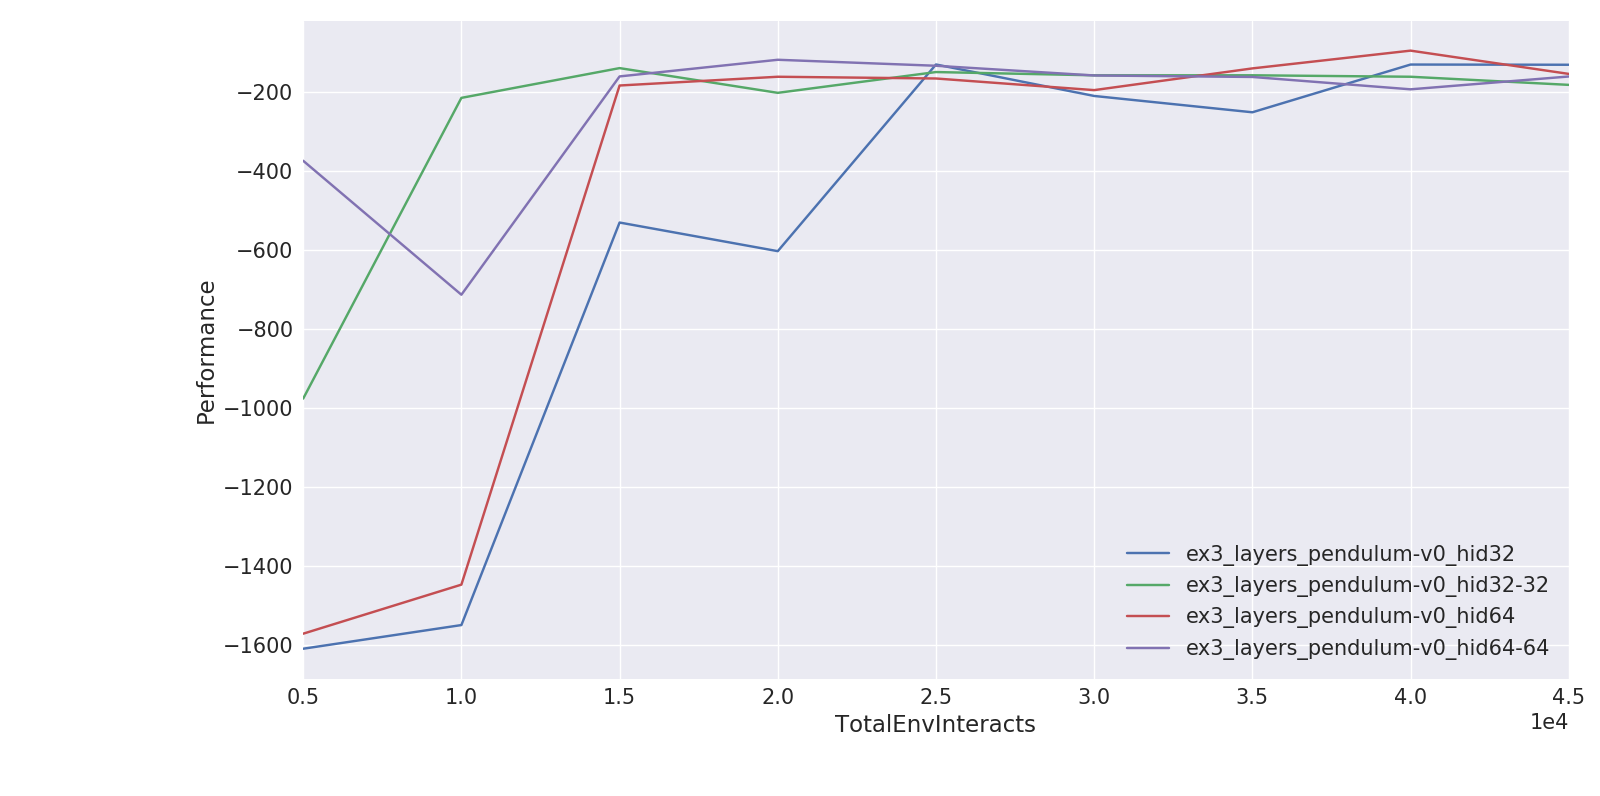 −200
−400
−600
−800
−1000
−1200
−1400
−1600
Performance
ex3_layers_pendulum-v0_hid32
ex3_layers_pendulum-v0_hid32-32
ex3_layers_pendulum-v0_hid64
ex3_layers_pendulum-v0_hid64-64
0.5 1.0 1.5 2.0 2.5 3.0 3.5 4.0 4.5
TotalEnvInteracts
1e4